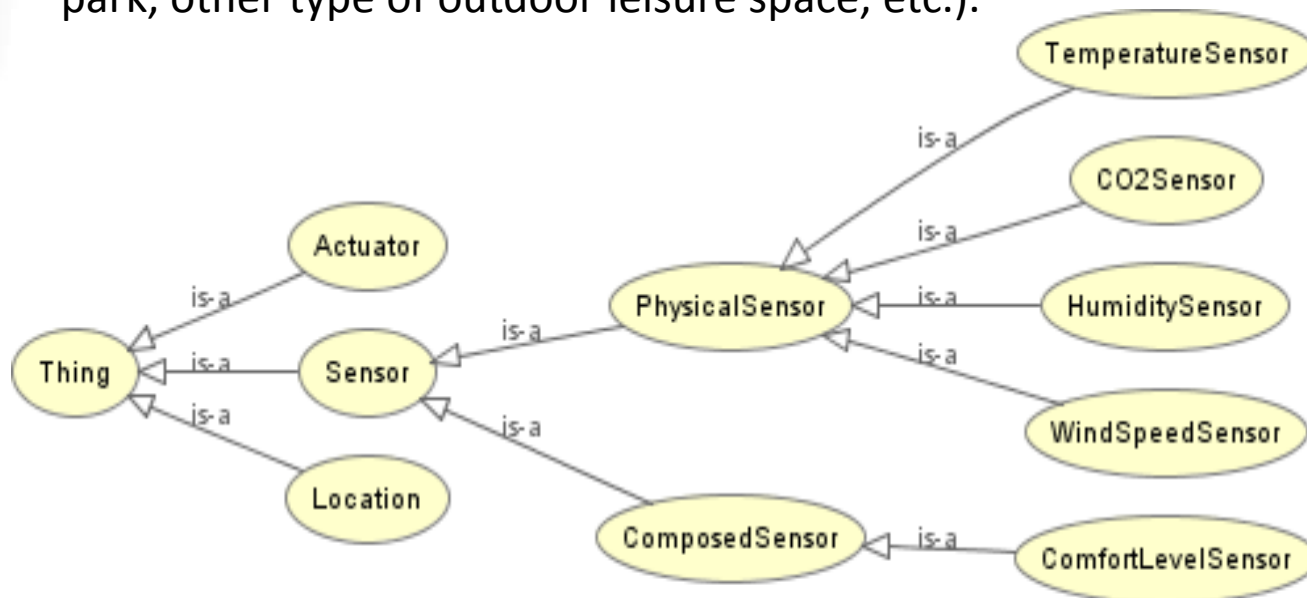 park, other type of outdoor leisure space, etc.).
TemperatureSensor
is-a
CO2Sensor
is-a
Actuator
is-a
PhysicalSensor
is-a
HumiditySensor
is-a
is-a
Thing
is-a
Sensor
is-a
is-a
WindSpeedSensor
Location
ComposedSensor
is-a
ComfortLevelSensor